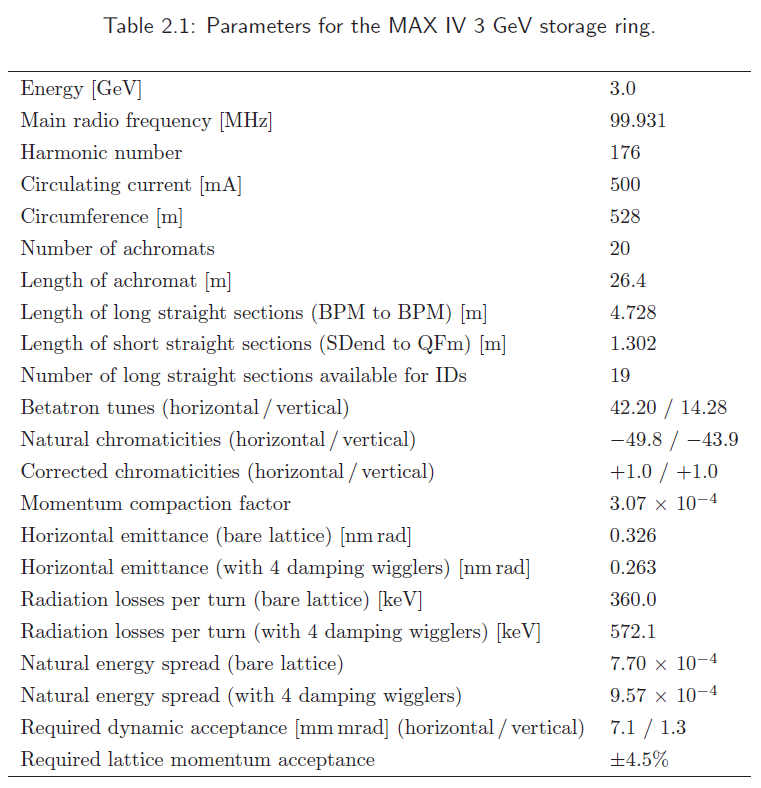 Table 2.1: Parameters for the MAX IV 3 GeV storage ring.
Energy [GeV] 3.0
Main radio frequency [MHz] 99.931
Harmonic number 176
Circulating current [mA] 500
Circumference [m] 528
Number of achromats 20
Length of achromat [m] 26.4
Length of long straight sections (BPM to BPM) [m] 4.728
Length of short straight sections (SDend to QFm) [m] 1.302
Number of long straight sections available for IDs 19
Betatron tunes (horizontal / vertical) 42.20 / 14.28
Natural chromaticities (horizontal / vertical) −49.8 / −43.9
Corrected chromaticities (horizontal / vertical) +1.0 / +1.0
Momentum compaction factor 3.07 × 10⁻⁴
Horizontal emittance (bare lattice) [nm rad] 0.326
Horizontal emittance (with 4 damping wigglers) [nm rad] 0.263
Radiation losses per turn (bare lattice) [keV] 360.0
Radiation losses per turn (with 4 damping wigglers) [keV] 572.1
Natural energy spread (bare lattice) 7.70 × 10⁻⁴
Natural energy spread (with 4 damping wigglers) 9.57 × 10⁻⁴
Required dynamic acceptance [mm mrad] (horizontal / vertical) 7.1 / 1.3
Required lattice momentum acceptance ±4.5%